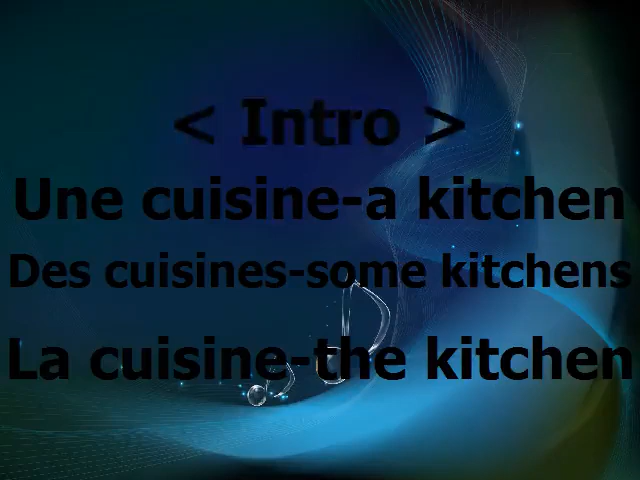 < Intro >
Une cuisine-a kitchen
Des cuisines-some kitchens
La cuisine-the kitchen